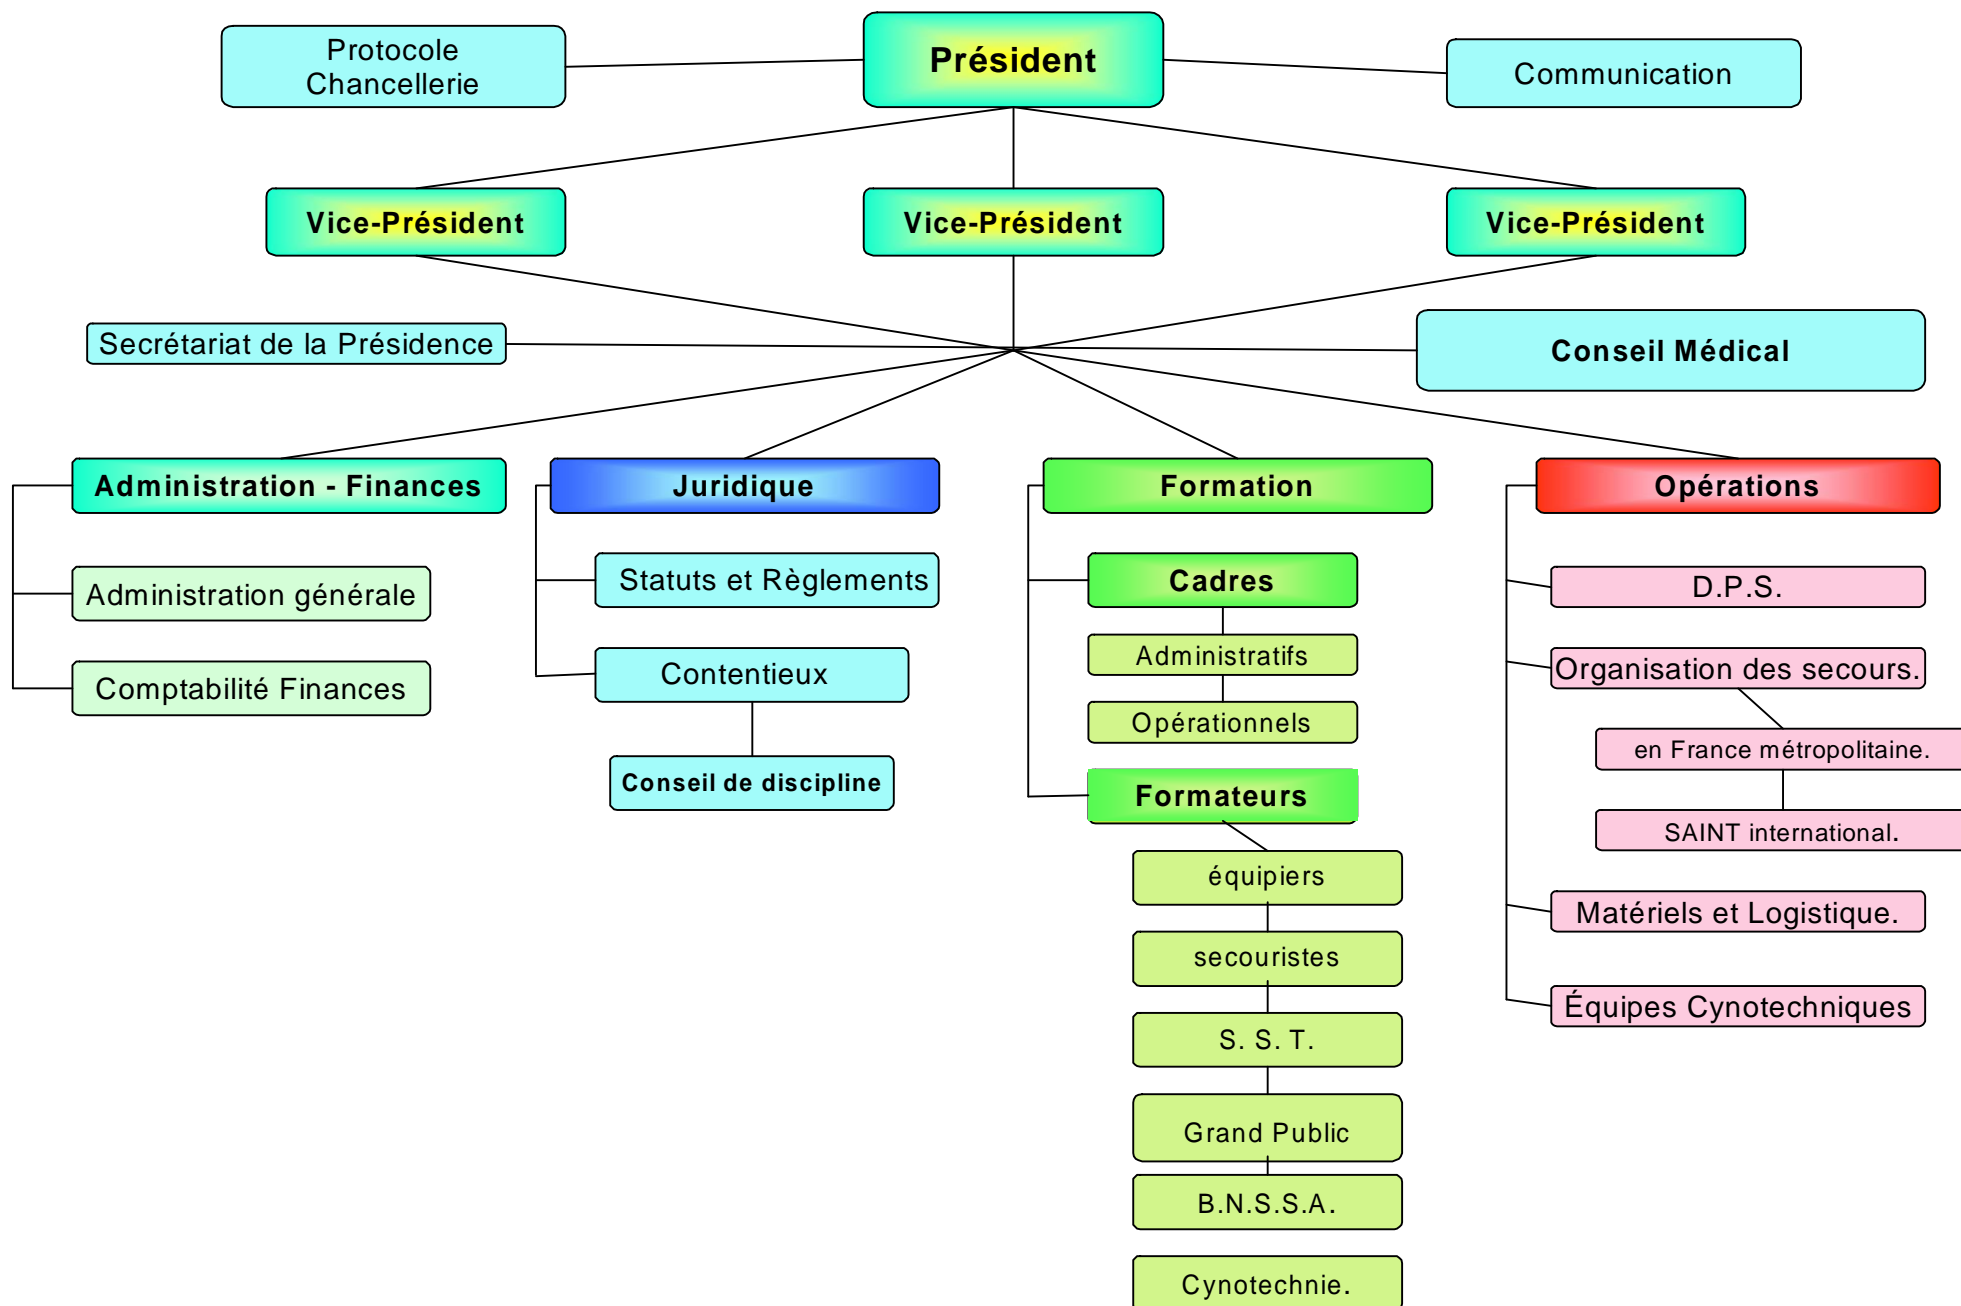 Protocole
Chancellerie
Président
Communication
Vice-Président
Vice-Président
Vice-Président
Secrétariat de la Présidence
Conseil Médical
Administration - Finances
Juridique
Formation
Opérations
Administration générale
Comptabilité Finances
Statuts et Règlements
Contentieux
Conseil de discipline
Cadres
Administratifs
Opérationnels
Formateurs
équipiers
secouristes
S. S. T.
Grand Public
B.N.S.S.A.
Cynotechnie.
D.P.S.
Organisation des secours.
en France métropolitaine.
SAINT international.
Matériels et Logistique.
Équipes Cynotechniques